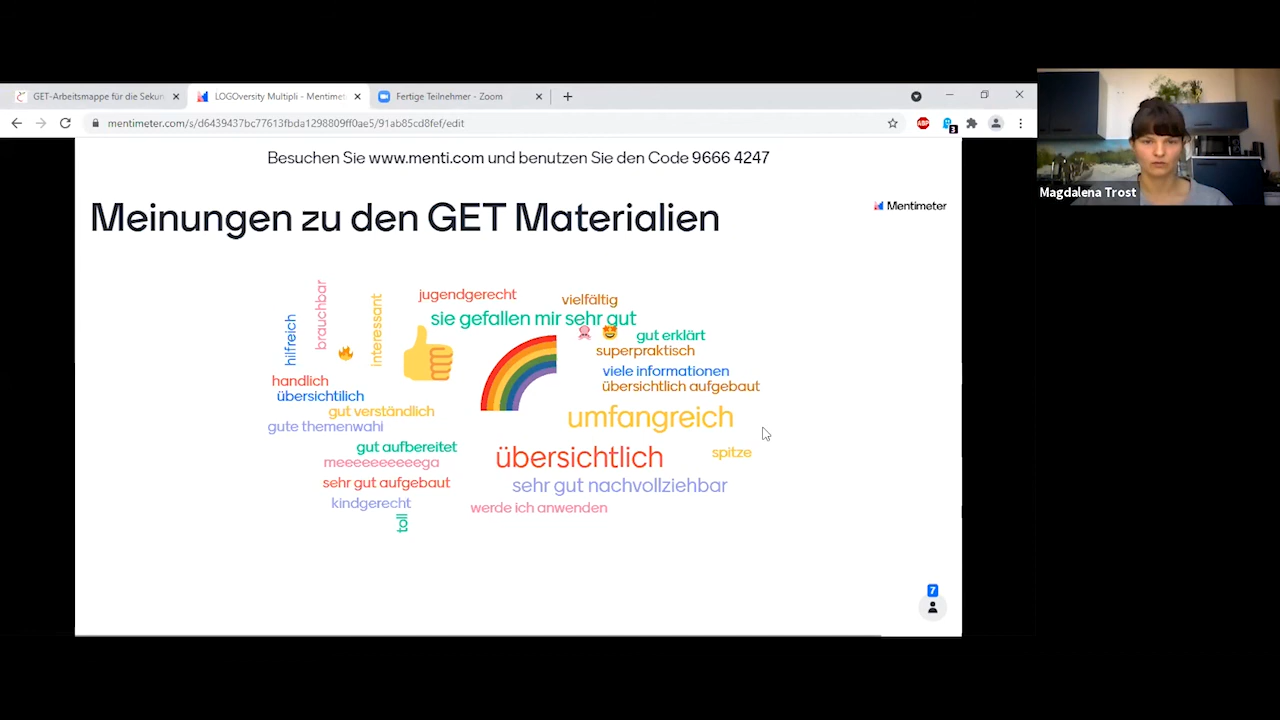 GET-Arbeitsmappe für die Sekun
LOGOversity Multipli - Mentimet
Fertige Teilnehmer - Zoom
mentimeter.com/s/d6439437bc77613fbda1298809ff0ae5/91ab85cd8fef/edit
ABP
3
Magdalena Trost
Besuchen Sie www.menti.com und benutzen Sie den Code 9666 4247
Meinungen zu den GET Materialien
Mentimeter
brauchbar
hilfreich
interessant
jugendgerecht
vielfältig
sie gefallen mir sehr gut
gut erklärt
superpraktisch
viele informationen
handlich
übersichtlich aufgebaut
übersichtilich
gut verständlich
umfangreich
gute themenwahl
gut aufbereitet
übersichtlich
spitze
meeeeeeeeeega
sehr gut aufgebaut
sehr gut nachvollziehbar
kindgerecht
werde ich anwenden
toll
7